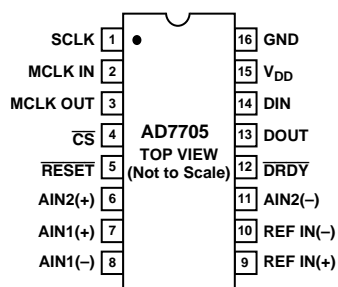 SCLK 1 16 GND
MCLK IN 2 15 VDD
MCLK OUT 3 14 DIN
CS 4 AD7705 13 DOUT
TOP VIEW
RESET 5 (Not to Scale) 12 DRDY
AIN2(+) 6 11 AIN2(–)
AIN1(+) 7 10 REF IN(–)
AIN1(–) 8 9 REF IN(+)